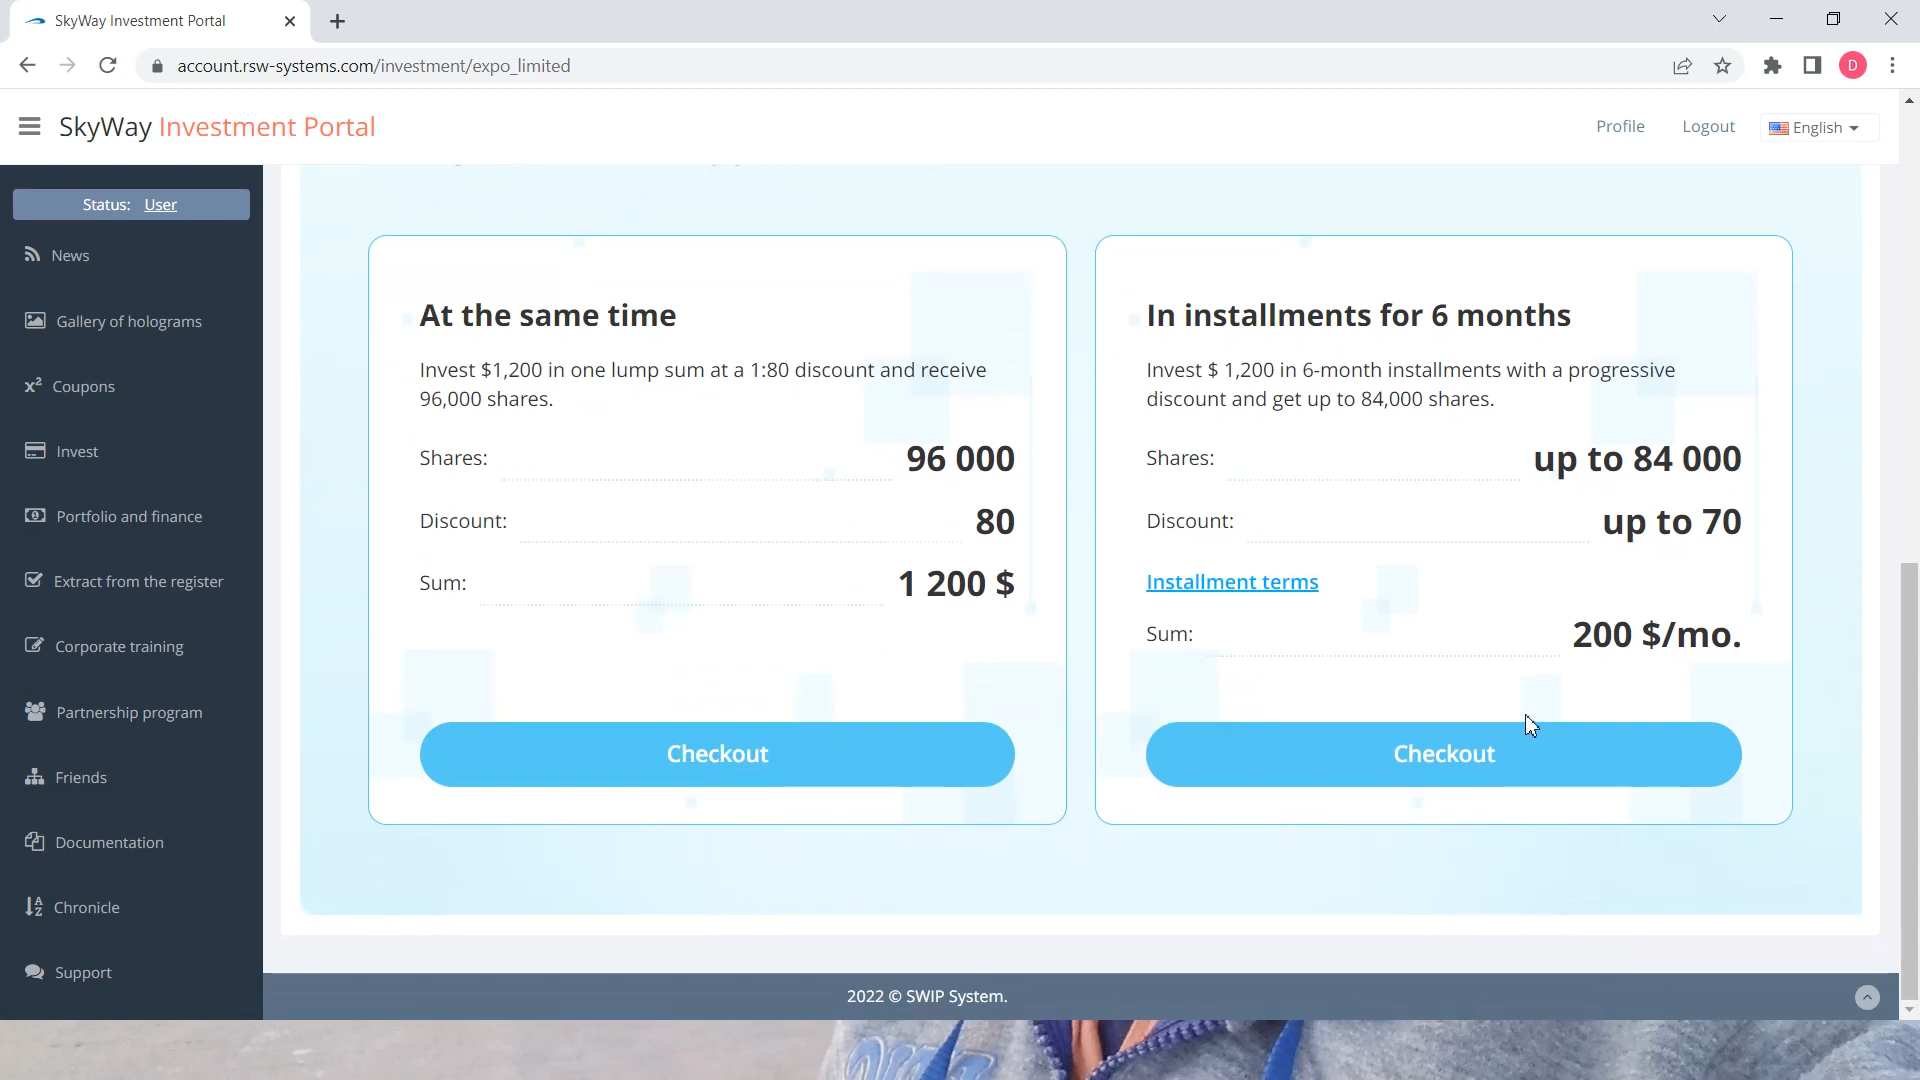 SkyWay Investment Portal
account.rsw-systems.com/investment/expo_limited
D
SkyWay Investment Portal
Profile
Logout
English
Status: User
News
Gallery of holograms
x² Coupons
Invest
Portfolio and finance
Extract from the register
Corporate training
Partnership program
Friends
Documentation
Chronicle
Support
At the same time
Invest $1,200 in one lump sum at a 1:80 discount and receive
96,000 shares.
Shares: 96 000
Discount: 80
Sum: 1 200 $
Checkout
In installments for 6 months
Invest $ 1,200 in 6-month installments with a progressive
discount and get up to 84,000 shares.
Shares: up to 84 000
Discount: up to 70
Installment terms
Sum: 200 $/mo.
Checkout
2022 © SWIP System.